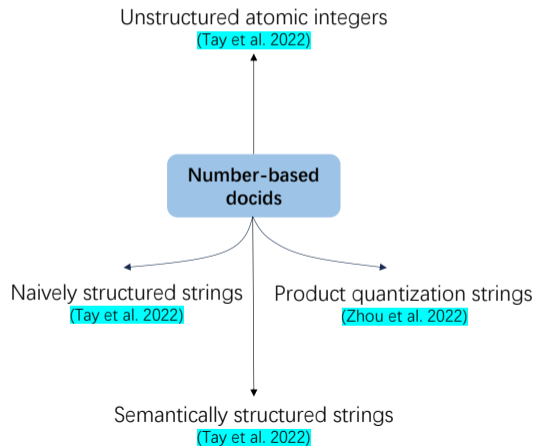 Unstructured atomic integers
(Tay et al. 2022)
Number-based
docids
Naively structured strings
(Tay et al. 2022)
Product quantization strings
(Zhou et al. 2022)
Semantically structured strings
(Tay et al. 2022)